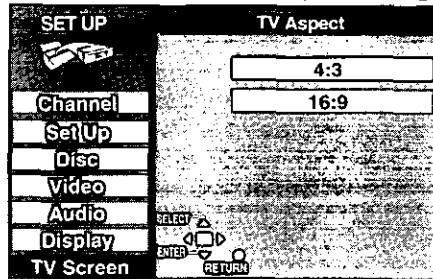 SET UP
TV Aspect
4:3
16:9
Channel
Set Up
Disc
Video
Audio
Display
TV Screen
SELECT
ENTER
RETURN